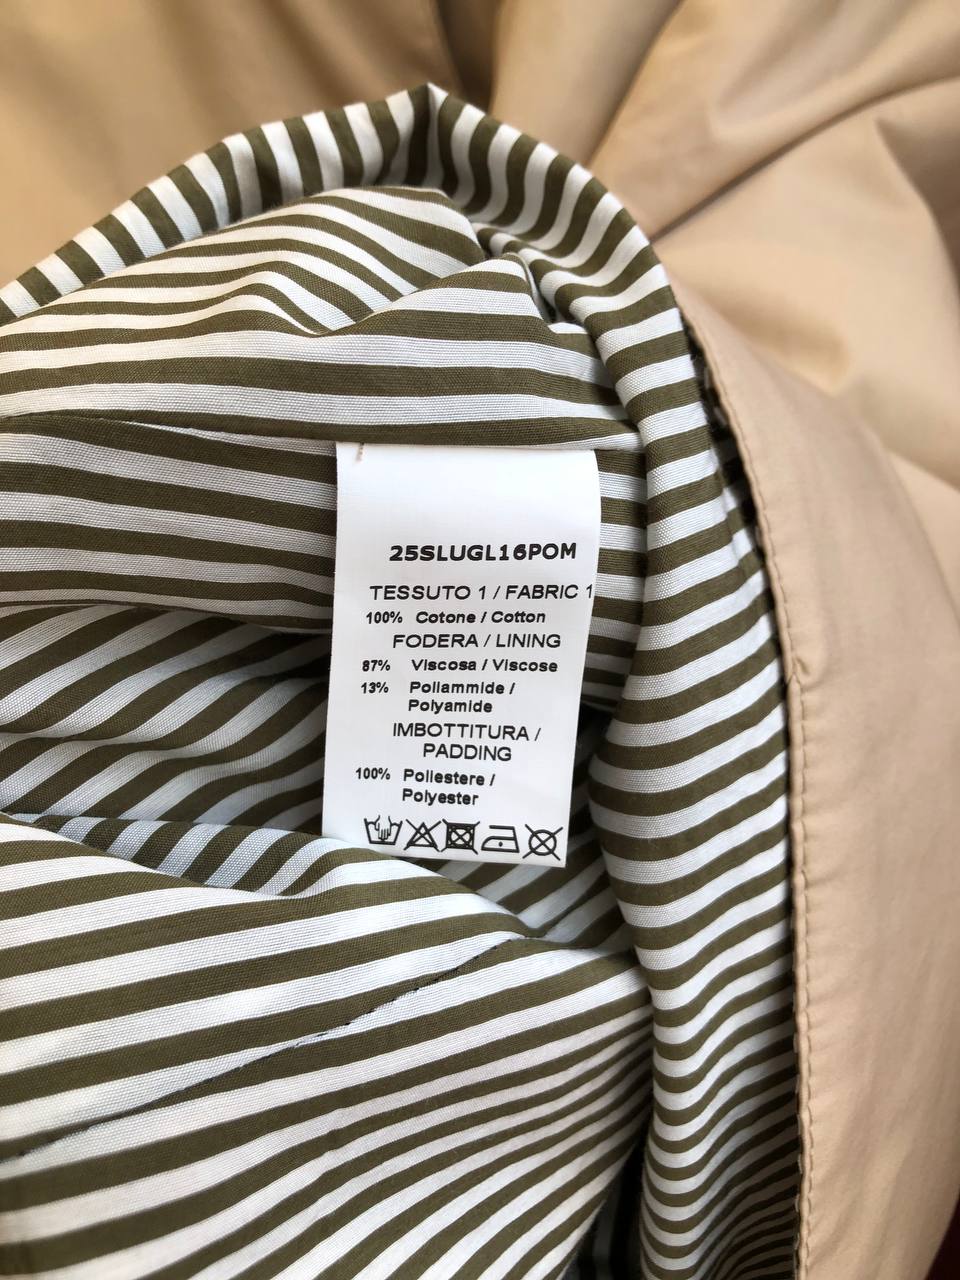 25SLUGL16POM
TESSUTO 1 / FABRIC 1
100% Cotone / Cotton
FODERA / LINING
87% Viscosa / Viscose
13% Poliammide /
Polyamide
IMBOTTITURA /
PADDING
100% Poliestere /
Polyester